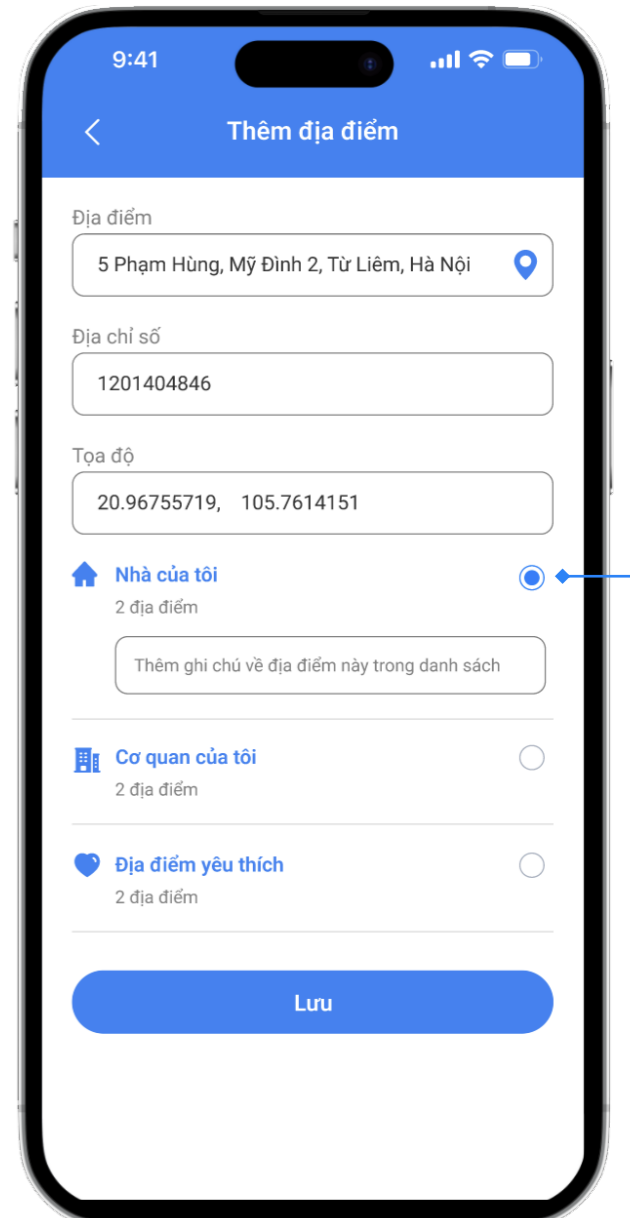 9:41
Thêm địa điểm
Địa điểm
5 Phạm Hùng, Mỹ Đình 2, Từ Liêm, Hà Nội
Địa chỉ số
1201404846
Tọa độ
20.96755719, 105.7614151
Nhà của tôi
2 địa điểm
Thêm ghi chú về địa điểm này trong danh sách
Cơ quan của tôi
2 địa điểm
Địa điểm yêu thích
2 địa điểm
Lưu